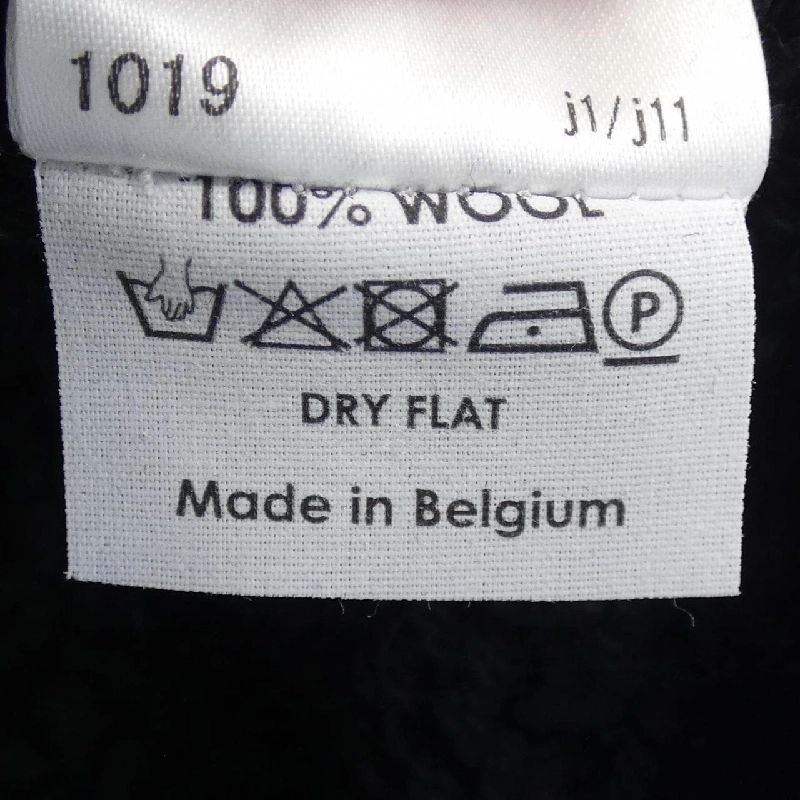 1019
j1/j11
100% WOOL
P
DRY FLAT
Made in Belgium